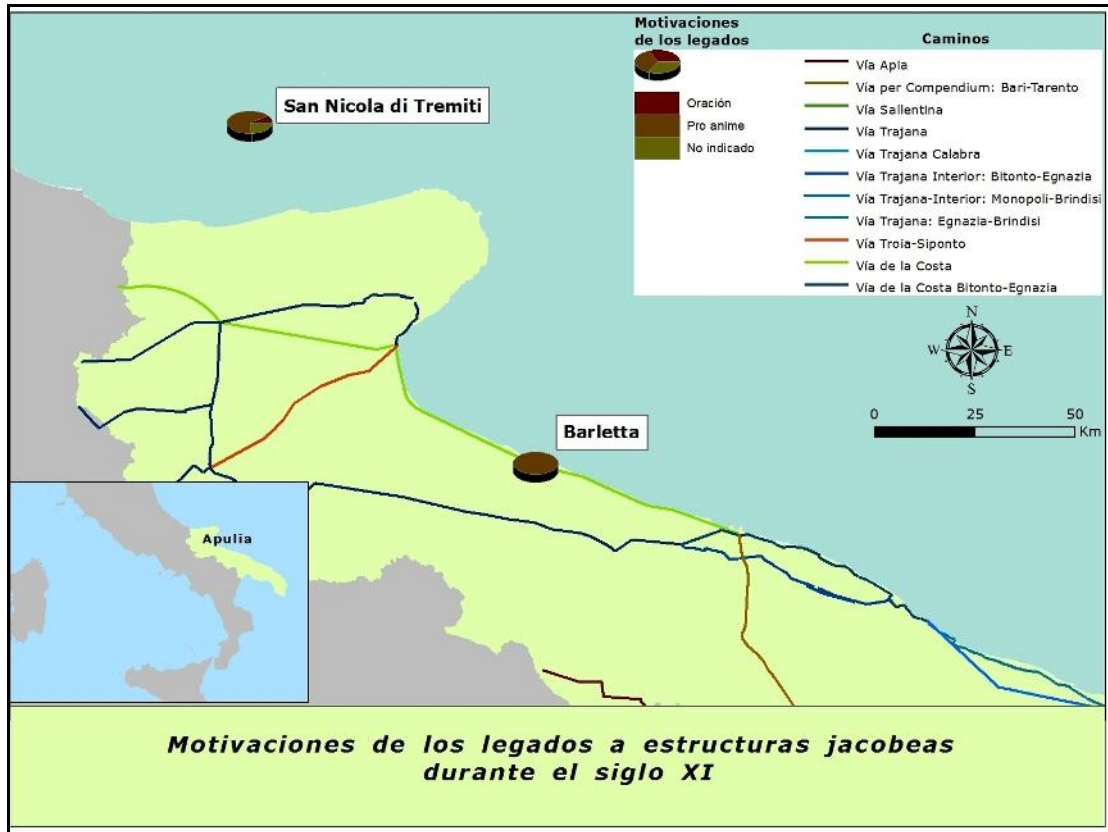 Motivaciones
de los legados
Oración
Pro anime
No indicado
Caminos
Vía Apia
Vía per Compendium: Bari-Tarento
Vía Sallentina
Vía Trajana
Vía Trajana Calabra
Vía Trajana Interior: Bitonto-Egnazia
Vía Trajana-Interior: Monopoli-Brindisi
Vía Trajana: Egnazia-Brindisi
Vía Troia-Siponto
Vía de la Costa
Vía de la Costa Bitonto-Egnazia
San Nicola di Tremiti
N
W
E
S
0 25 50
Km
Barletta
Apulia
Motivaciones de los legados a estructuras jacobeas
durante el siglo XI